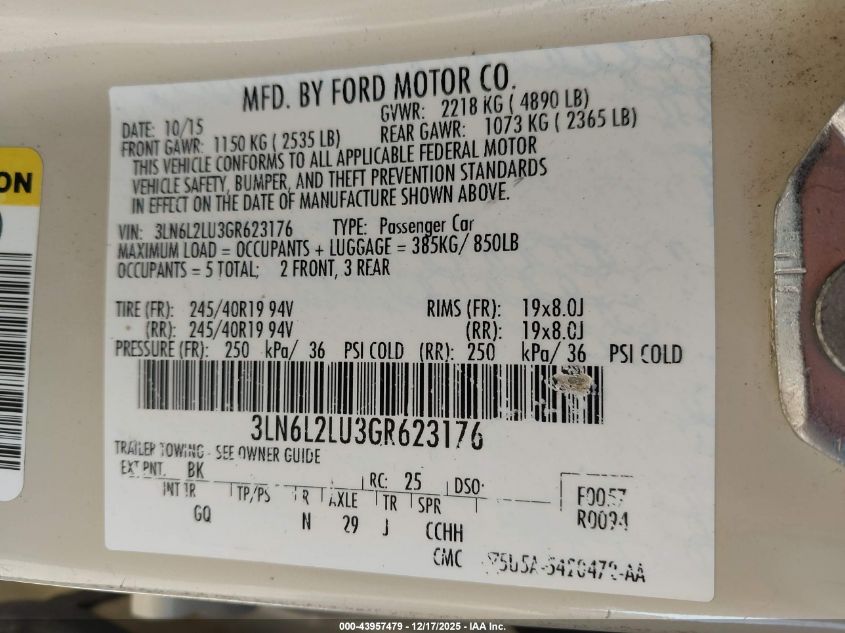 MFD. BY FORD MOTOR CO.
DATE: 10/15 GVWR: 2218 KG ( 4890 LB)
FRONT GAWR: 1150 KG ( 2535 LB) REAR GAWR: 1073 KG ( 2365 LB)
THIS VEHICLE CONFORMS TO ALL APPLICABLE FEDERAL MOTOR
VEHICLE SAFETY, BUMPER, AND THEFT PREVENTION STANDARDS
IN EFFECT ON THE DATE OF MANUFACTURE SHOWN ABOVE.
VIN: 3LN6L2LU3GR623176 TYPE: Passenger Car
MAXIMUM LOAD = OCCUPANTS + LUGGAGE = 385KG/ 850LB
OCCUPANTS = 5 TOTAL; 2 FRONT, 3 REAR
TIRE (FR): 245/40R19 94V RIMS (FR): 19x8.0J
(RR): 245/40R19 94V (RR): 19x8.0J
PRESSURE (FR): 250 kPa/ 36 PSI COLD (RR): 250 kPa/ 36 PSI COLD
3LN6L2LU3GR623176
TRAILER TOWING - SEE OWNER GUIDE
EXT PNT: BK RC: 25 DSO:
INT TR TP/PS R AXLE TR SPR F0057
GQ N 29 J CCHH R0094
CMC
ON
000-43957479 • 12/17/2025 • IAA Inc.